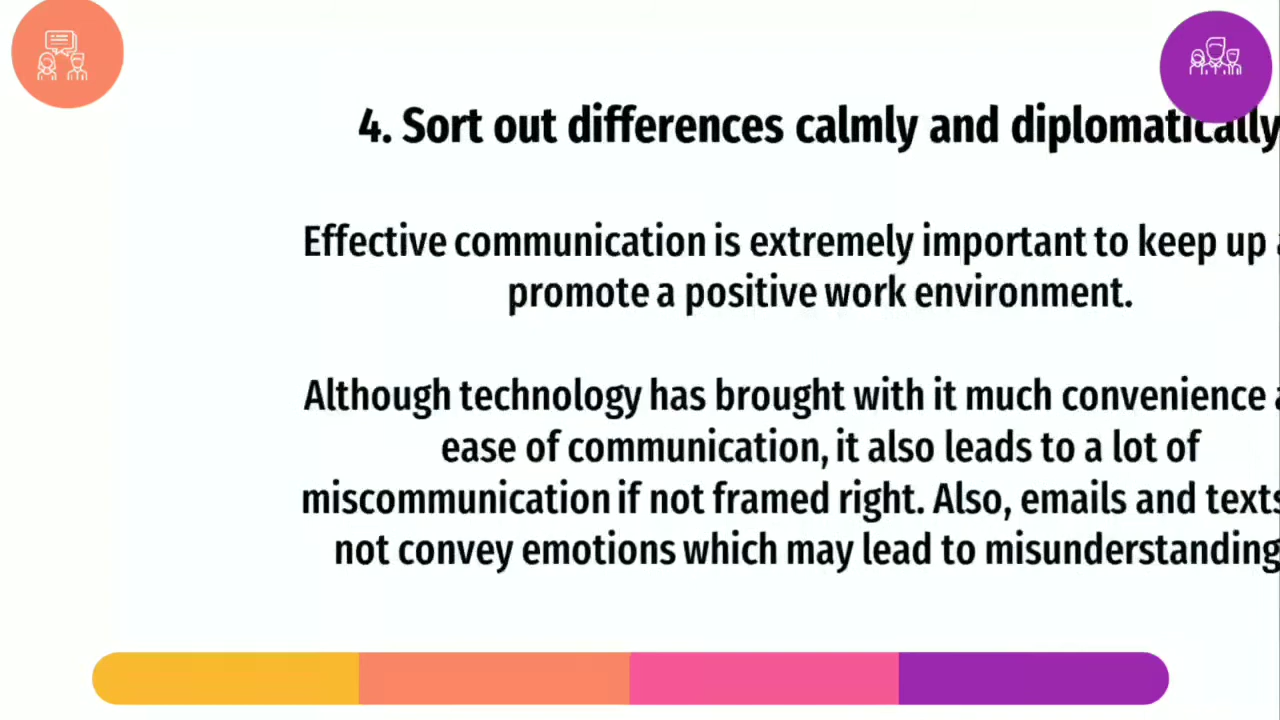 4. Sort out differences calmly and diplomatically
Effective communication is extremely important to keep up
promote a positive work environment.
Although technology has brought with it much convenience
ease of communication, it also leads to a lot of
miscommunication if not framed right. Also, emails and texts
not convey emotions which may lead to misunderstanding